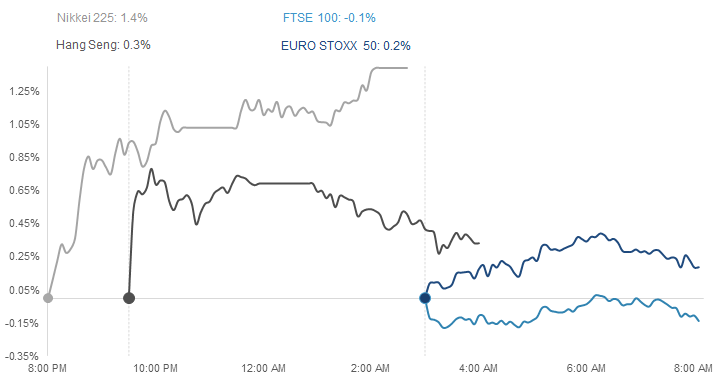 Nikkei 225: 1.4%
FTSE 100: -0.1%
Hang Seng: 0.3%
EURO STOXX 50: 0.2%
1.25%
1.05%
0.85%
0.65%
0.45%
0.25%
0.05%
-0.15%
-0.35%
8:00 PM
10:00 PM
12:00 AM
2:00 AM
4:00 AM
6:00 AM
8:00 AM